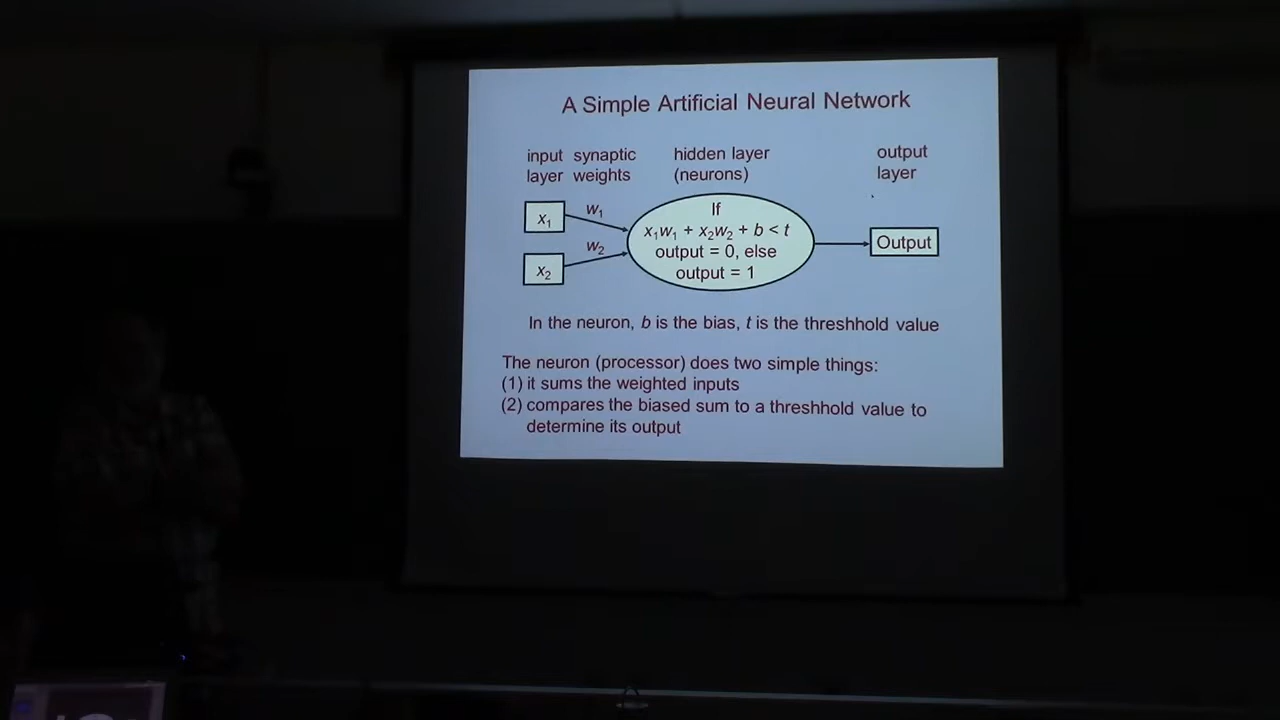 A Simple Artificial Neural Network
input synaptic hidden layer output
layer weights (neurons) layer
x₁ w₁
w₂
x₂
If
x₁w₁ + x₂w₂ + b < t
output = 0, else
output = 1
Output
In the neuron, b is the bias, t is the threshhold value
The neuron (processor) does two simple things:
(1) it sums the weighted inputs
(2) compares the biased sum to a threshhold value to
determine its output